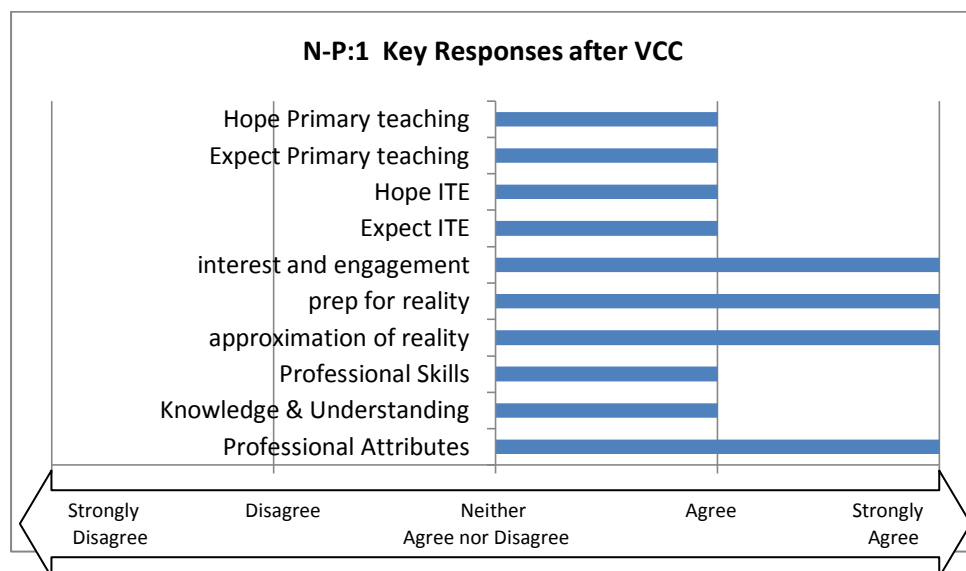 N-P:1 Key Responses after VCC
Hope Primary teaching
Expect Primary teaching
Hope ITE
Expect ITE
interest and engagement
prep for reality
approximation of reality
Professional Skills
Knowledge & Understanding
Professional Attributes
Strongly Disagree
Disagree
Neither Agree nor Disagree
Agree
Strongly Agree